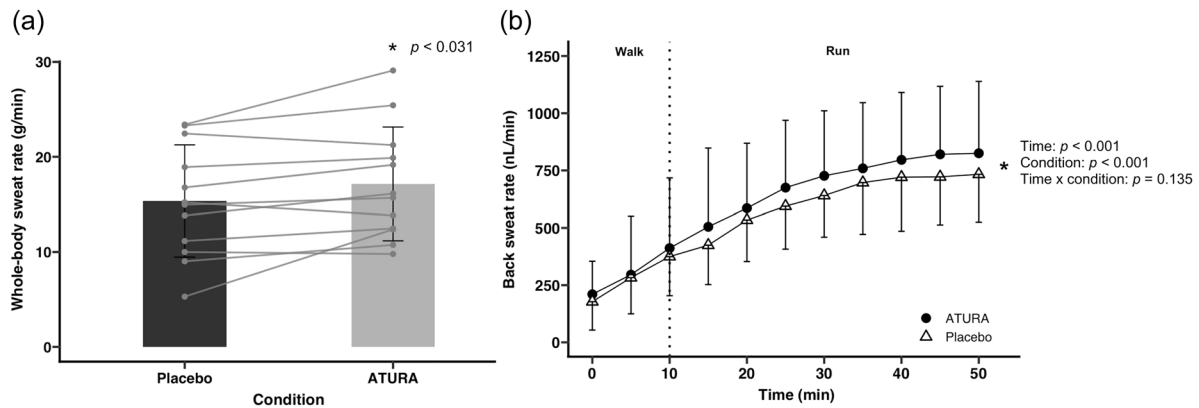 (a)
* p < 0.031
30
20
10
0
Whole-body sweat rate (g/min)
Placebo
ATURA
Condition
(b)
Walk
Run
1250
1000
750
500
250
0
Back sweat rate (nL/min)
Time: p < 0.001
Condition: p < 0.001
*
Time x condition: p = 0.135
ATURA
Placebo
0 10 20 30 40 50
Time (min)